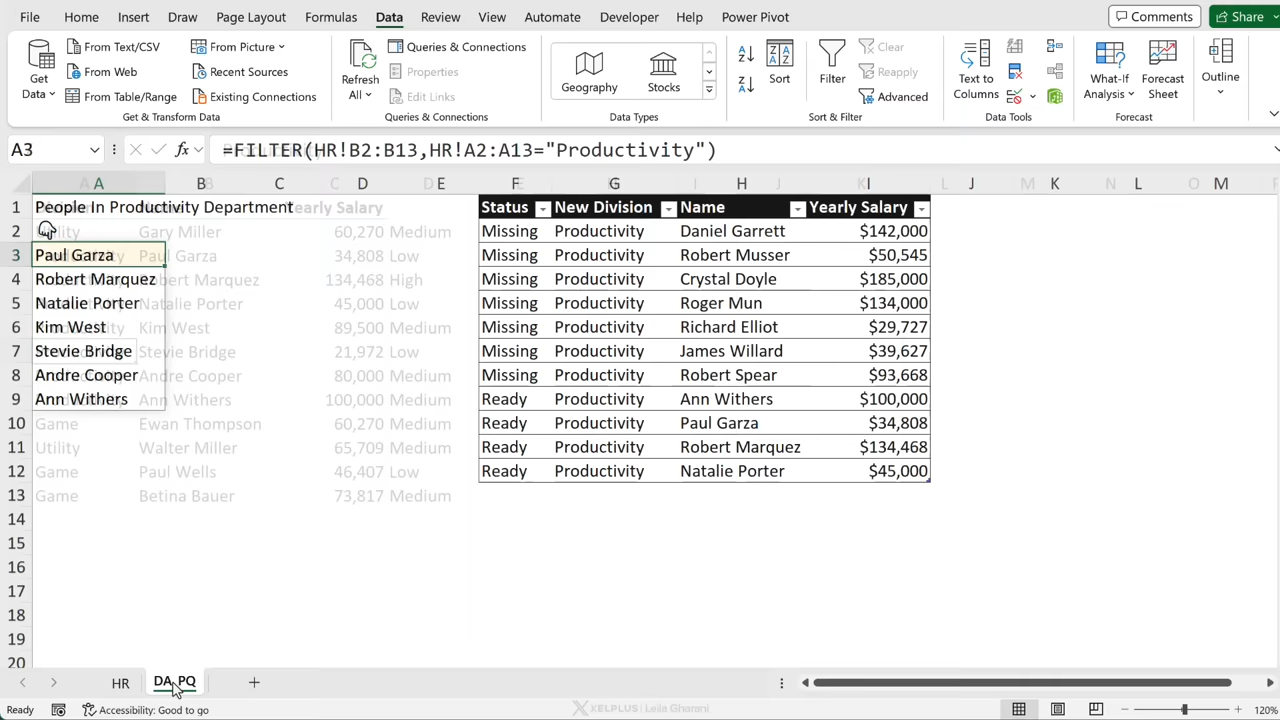 File Home Insert Draw Page Layout Formulas Data Review View Automate Developer Help Power Pivot Comments Share
Get Data
From Text/CSV
From Web
From Table/Range
From Picture
Recent Sources
Existing Connections
Get & Transform Data
Refresh All
Queries & Connections
Properties
Edit Links
Queries & Connections
Geography
Stocks
Data Types
Sort
Filter
Clear
Reapply
Advanced
Sort & Filter
Text to Columns
Data Tools
What-If Analysis
Forecast Sheet
Forecast
Outline
A3 fx =FILTER(HR!B2:B13,HR!A2:A13="Productivity")
A B C D E F G H I J K L M
1 People In Productivity Department Yearly Salary Status New Division Name Yearly Salary
2 Utility Gary Miller 60,270 Medium Missing Productivity Daniel Garrett $142,000
3 Paul Garza Paul Garza 34,808 Low Missing Productivity Robert Musser $50,545
4 Robert Marquez Robert Marquez 134,468 High Missing Productivity Crystal Doyle $185,000
5 Natalie Porter Natalie Porter 45,000 Low Missing Productivity Roger Mun $134,000
6 Kim West Kim West 89,500 Medium Missing Productivity Richard Elliot $29,727
7 Stevie Bridge Stevie Bridge 21,972 Low Missing Productivity James Willard $39,627
8 Andre Cooper Andre Cooper 80,000 Medium Missing Productivity Robert Spear $93,668
9 Ann Withers Ann Withers 100,000 Medium Ready Productivity Ann Withers $100,000
10 Game Ewan Thompson 60,270 Medium Ready Productivity Paul Garza $34,808
11 Utility Walter Miller 65,709 Medium Ready Productivity Robert Marquez $134,468
12 Game Paul Wells 46,407 Low Ready Productivity Natalie Porter $45,000
13 Game Betina Bauer 73,817 Medium
14
15
16
17
18
19
20
HR DA_PQ
Ready Accessibility: Good to go XELPLUS | Leila Gharani 120%